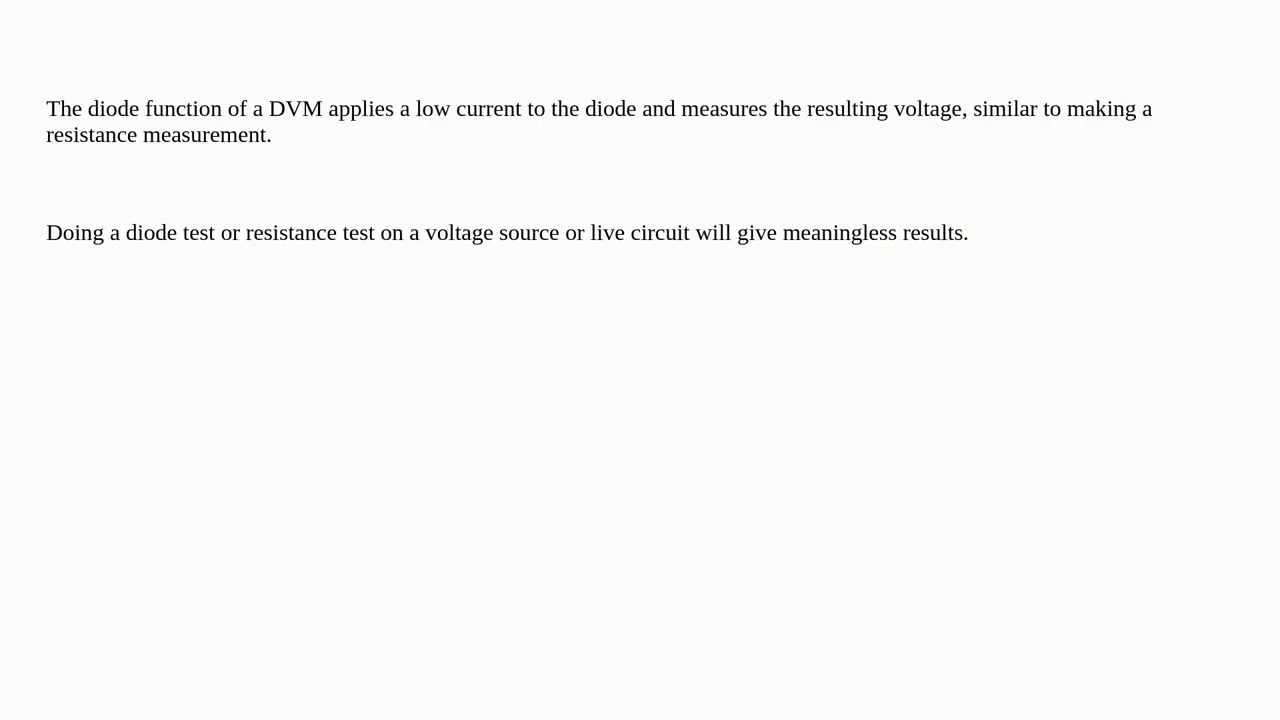 The diode function of a DVM applies a low current to the diode and measures the resulting voltage, similar to making a
resistance measurement.
Doing a diode test or resistance test on a voltage source or live circuit will give meaningless results.